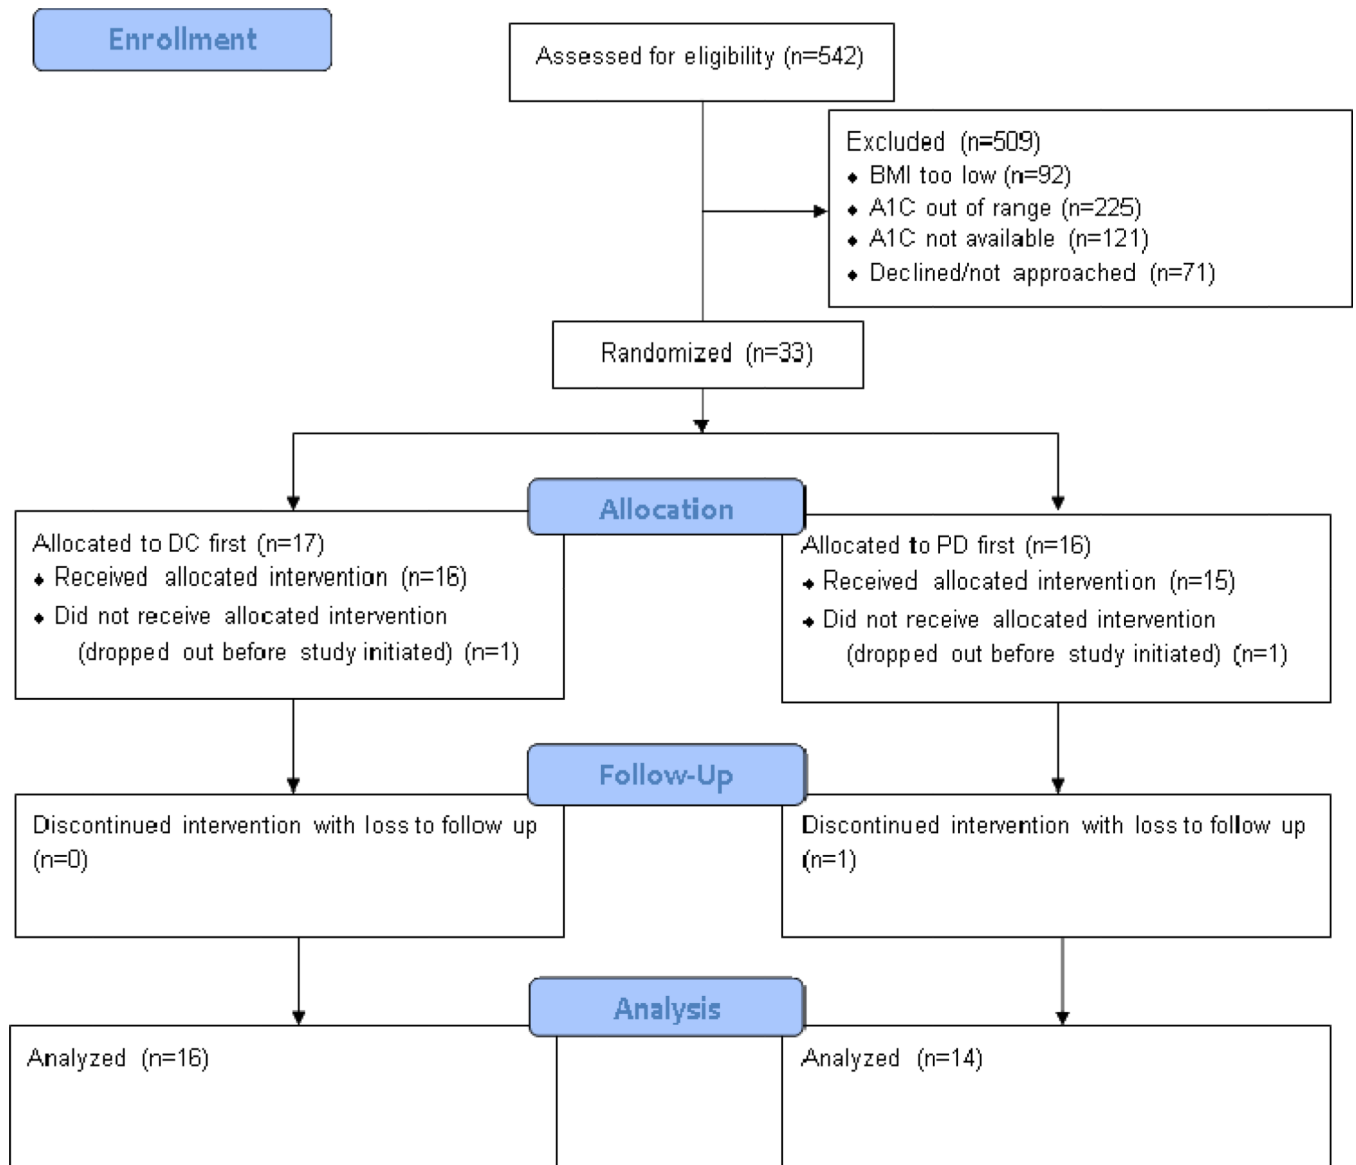 Enrollment
Assessed for eligibility (n=542)
Excluded (n=509)
♦ BMI too low (n=92)
♦ A1C out of range (n=225)
♦ A1C not available (n=121)
♦ Declined/not approached (n=71)
Randomized (n=33)
Allocation
Allocated to DC first (n=17)
♦ Received allocated intervention (n=16)
♦ Did not receive allocated intervention
(dropped out before study initiated) (n=1)
Allocated to PD first (n=16)
♦ Received allocated intervention (n=15)
♦ Did not receive allocated intervention
(dropped out before study initiated) (n=1)
Follow-Up
Discontinued intervention with loss to follow up
(n=0)
Discontinued intervention with loss to follow up
(n=1)
Analysis
Analyzed (n=16)
Analyzed (n=14)